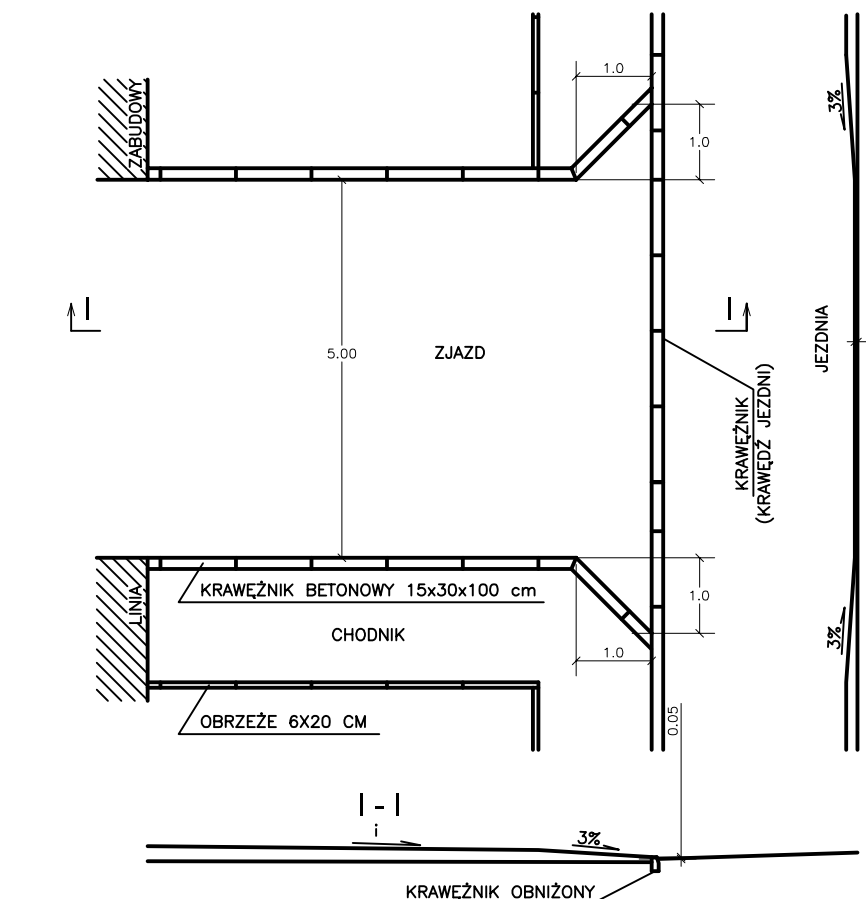 1.0
ZABUDOWY
3%
1.0
I
I
5.00
ZJAZD
JEZDNIA
KRAWĘŻNIK
(KRAWĘDŹ JEZDNI)
KRAWĘŻNIK BETONOWY 15x30x100 cm
LINIA
1.0
CHODNIK
3%
1.0
OBRZEŻE 6X20 CM
0.05
I - I
i
3%
KRAWĘŻNIK OBNIŻONY